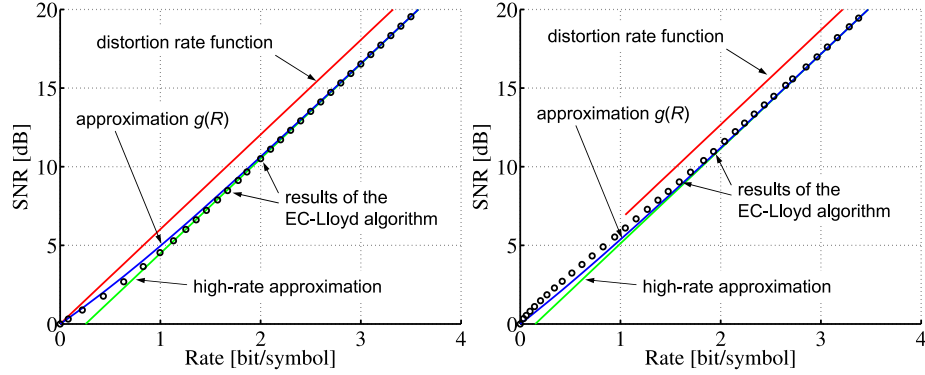 20
15
10
5
0
SNR [dB]
distortion rate function
approximation g(R)
results of the
EC-Lloyd algorithm
high-rate approximation
0 1 2 3 4
Rate [bit/symbol]
20
15
10
5
0
SNR [dB]
distortion rate function
approximation g(R)
results of the
EC-Lloyd algorithm
high-rate approximation
0 1 2 3 4
Rate [bit/symbol]